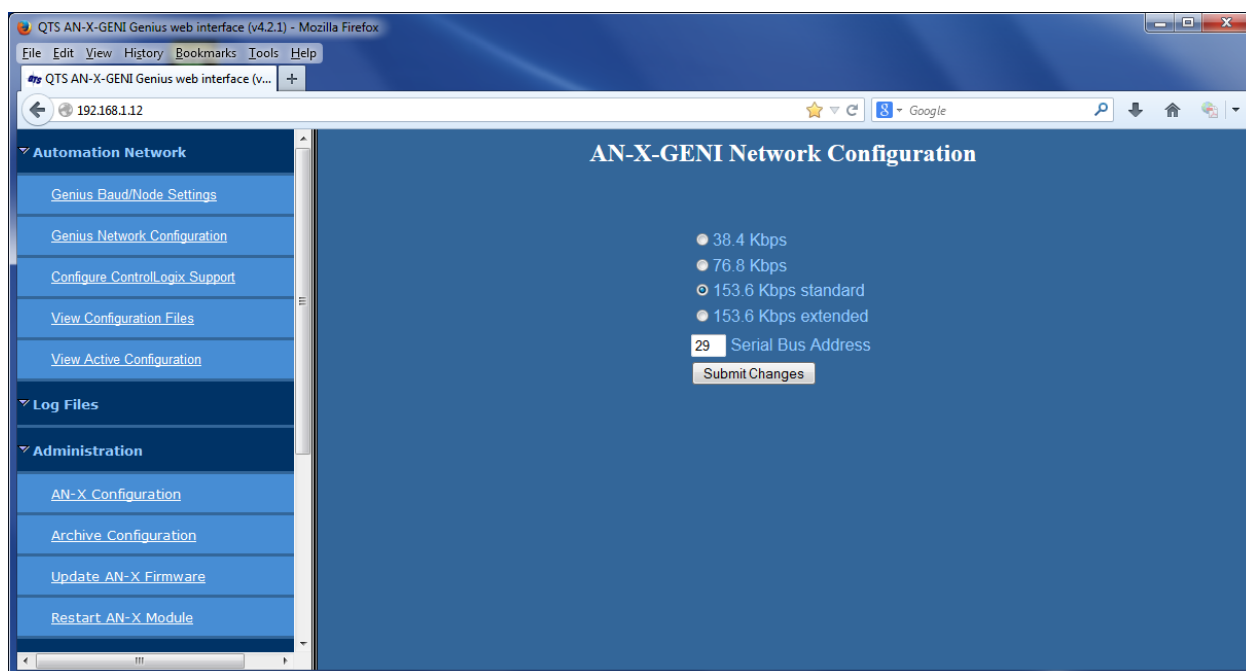 QTS AN-X-GENI Genius web interface (v4.2.1) - Mozilla Firefox
File Edit View History Bookmarks Tools Help
QTS QTS AN-X-GENI Genius web interface (v... +
192.168.1.12
8 Google
Automation Network
Genius Baud/Node Settings
Genius Network Configuration
Configure ControlLogix Support
View Configuration Files
View Active Configuration
Log Files
Administration
AN-X Configuration
Archive Configuration
Update AN-X Firmware
Restart AN-X Module
AN-X-GENI Network Configuration
38.4 Kbps
76.8 Kbps
153.6 Kbps standard
153.6 Kbps extended
29 Serial Bus Address
Submit Changes